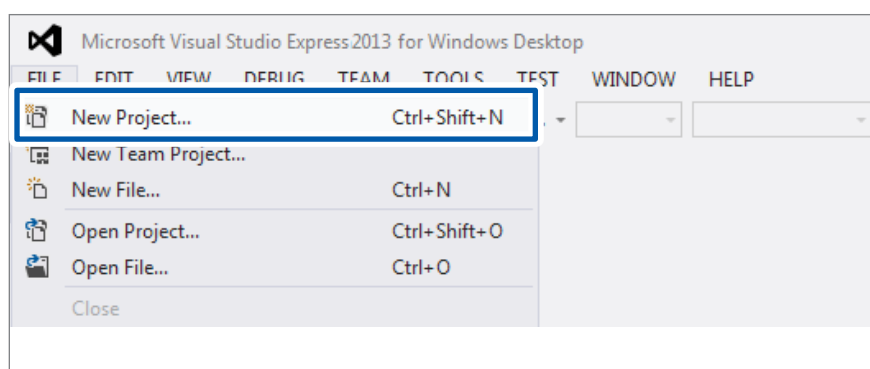 Microsoft Visual Studio Express 2013 for Windows Desktop
FILE EDIT VIEW DEBUG TEAM TOOLS TEST WINDOW HELP
New Project... Ctrl+Shift+N
New Team Project...
New File... Ctrl+N
Open Project... Ctrl+Shift+O
Open File... Ctrl+O
Close